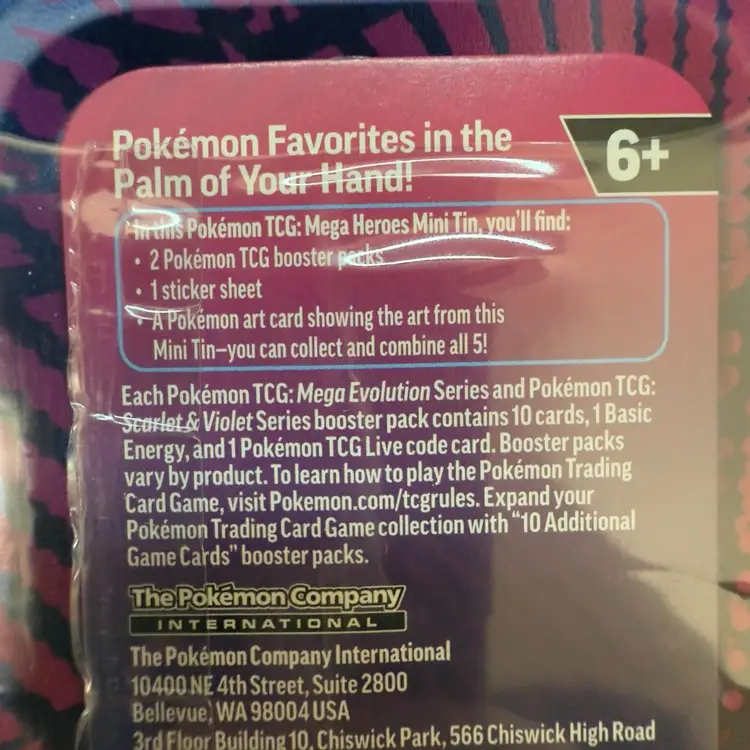 Pokémon Favorites in the
Palm of Your Hand!
6+
In this Pokémon TCG: Mega Heroes Mini Tin, you'll find:
• 2 Pokémon TCG booster packs
• 1 sticker sheet
• A Pokémon art card showing the art from this
Mini Tin—you can collect and combine all 5!
Each Pokémon TCG: Mega Evolution Series and Pokémon TCG:
Scarlet & Violet Series booster pack contains 10 cards, 1 Basic
Energy, and 1 Pokémon TCG Live code card. Booster packs
vary by product. To learn how to play the Pokémon Trading
Card Game, visit Pokemon.com/tcgrules. Expand your
Pokémon Trading Card Game collection with “10 Additional
Game Cards” booster packs.
The Pokémon Company
INTERNATIONAL
The Pokémon Company International
10400 NE 4th Street, Suite 2800
Bellevue, WA 98004 USA
3rd Floor Building 10, Chiswick Park, 566 Chiswick High Road